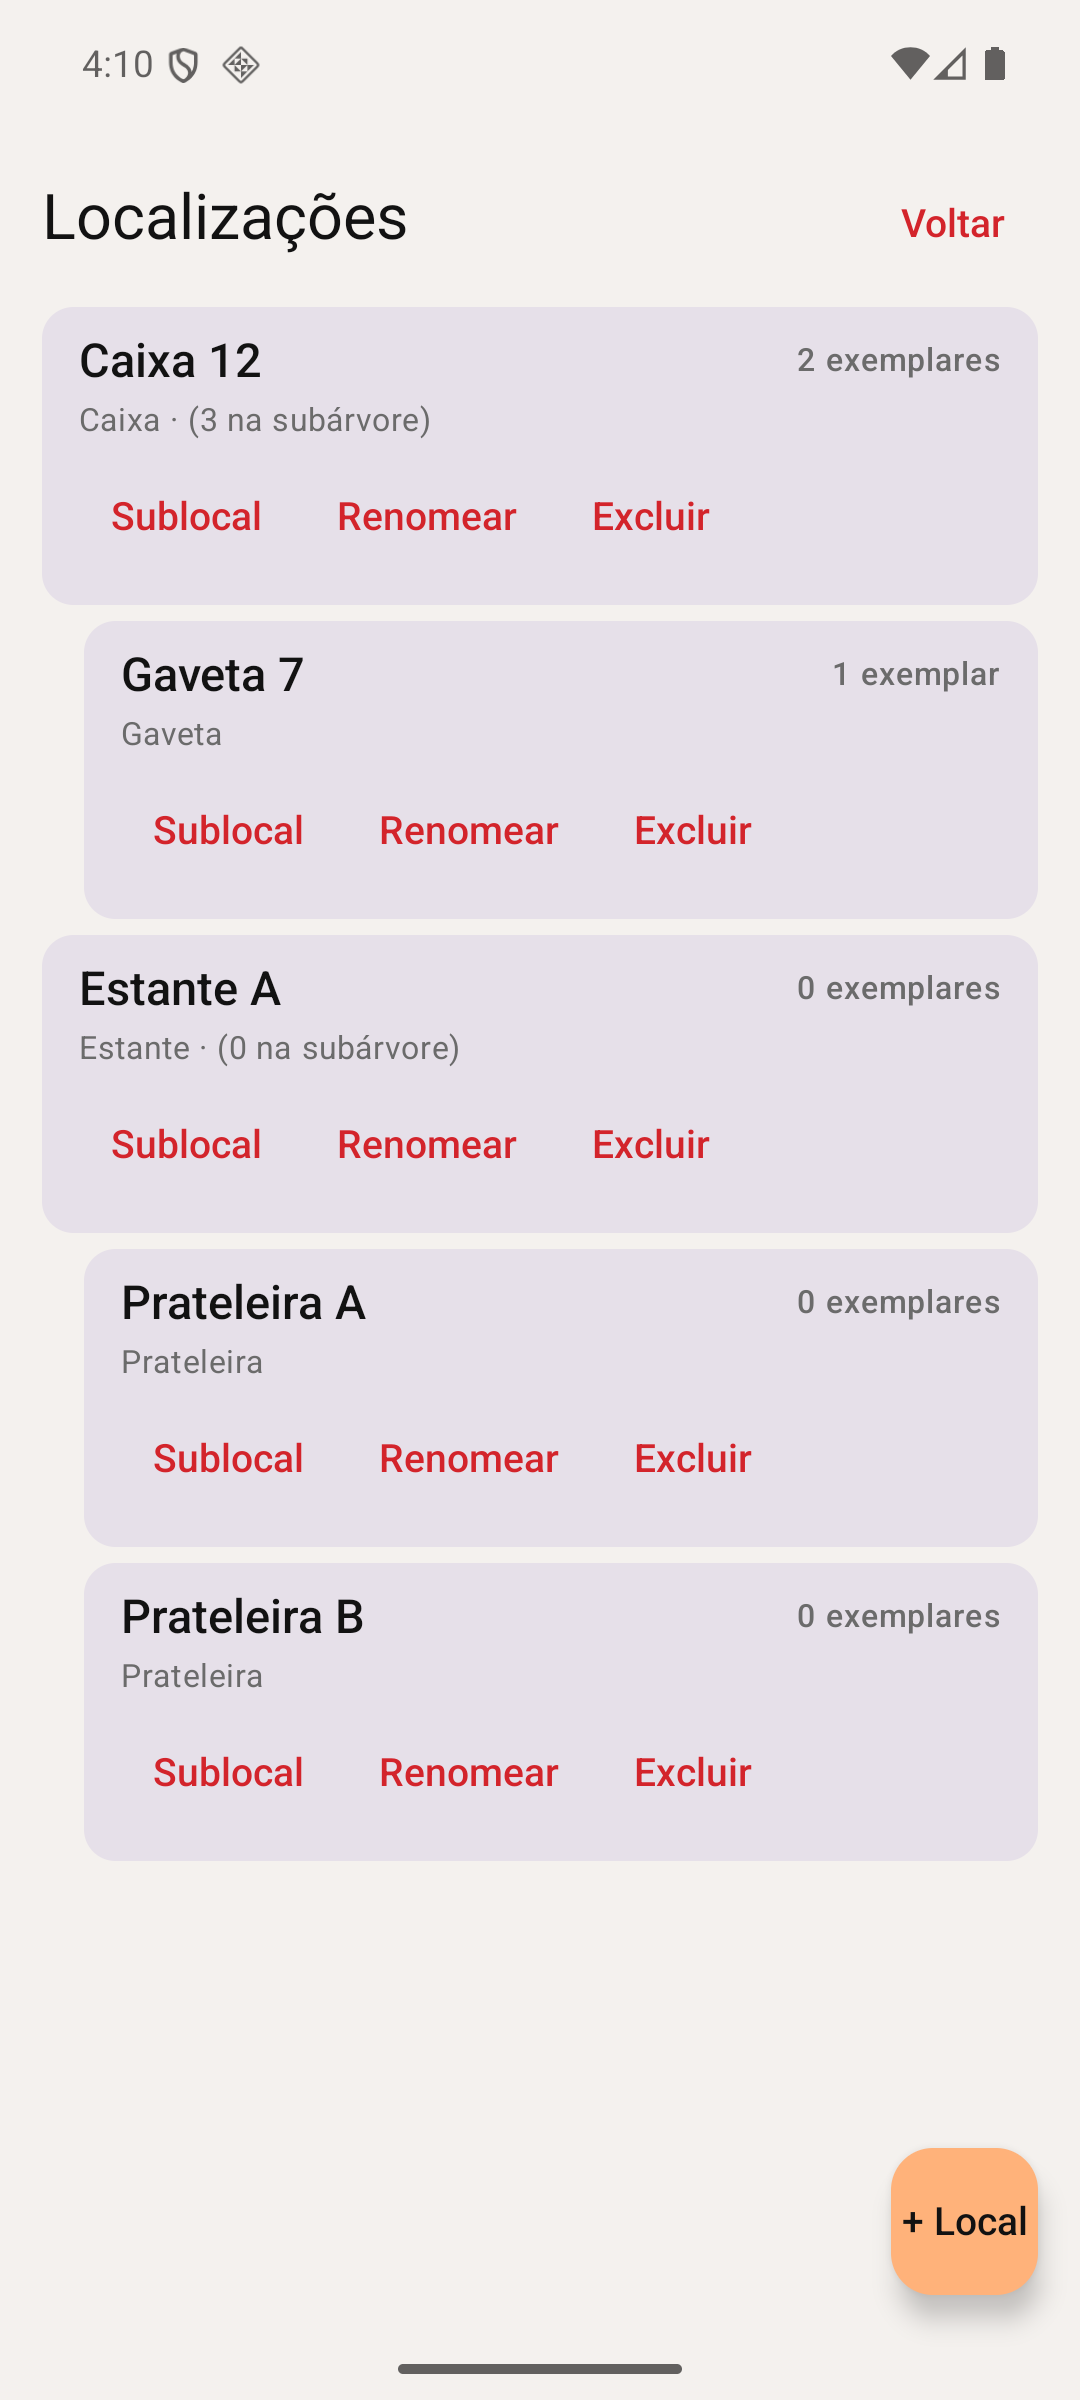 4:10
Localizações
Voltar
Caixa 12
2 exemplares
Caixa · (3 na subárvore)
Sublocal Renomear Excluir
Gaveta 7
1 exemplar
Gaveta
Sublocal Renomear Excluir
Estante A
0 exemplares
Estante · (0 na subárvore)
Sublocal Renomear Excluir
Prateleira A
0 exemplares
Prateleira
Sublocal Renomear Excluir
Prateleira B
0 exemplares
Prateleira
Sublocal Renomear Excluir
+ Local